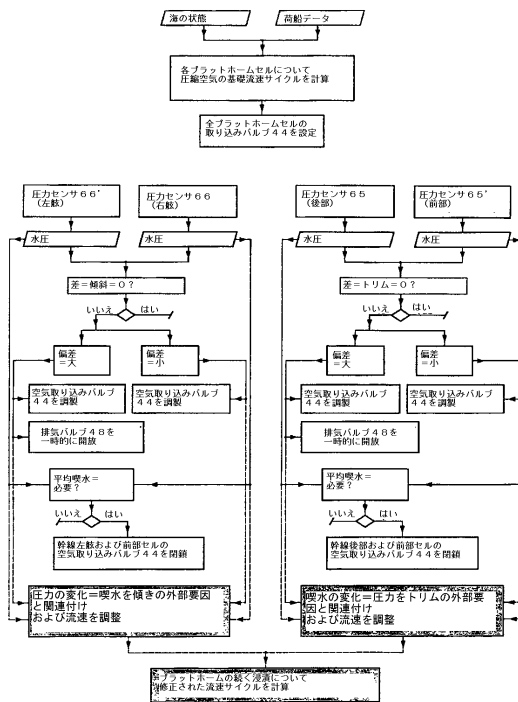 海の状態
荷船データ
各プラットホームセルについて
圧縮空気の基礎流速サイクルを計算
全プラットホームセルの
取り込みバルブ４４を設定
圧力センサ６６'
(左舷)
圧力センサ６６
(右舷)
水圧
水圧
差＝傾斜＝０？
いいえ
はい
偏差
＝大
偏差
＝小
空気取り込みバルブ
４４を調製
空気取り込みバルブ
４４を調製
排気バルブ４８を
一時的に開放
平均喫水＝
必要？
いいえ
はい
幹線左舷および前部セルの
空気取り込みバルブ４４を閉鎖
圧力の変化＝喫水を傾きの外部要因
と関連付け
および流速を調整
圧力センサ６５
(後部)
圧力センサ６５'
(前部)
水圧
水圧
差＝トリム＝０？
いいえ
はい
偏差
＝大
偏差
＝小
空気取り込みバルブ
４４を調製
空気取り込みバルブ
４４を調製
排気バルブ４８を
一時的に開放
平均喫水＝
必要？
いいえ
はい
幹線後部および前部セルの
空気取り込みバルブ４４を閉鎖
喫水の変化＝圧力をトリムの外部要
因と関連付け
および流速を調整
プラットホームの続く浸漬について
修正された流速サイクルを計算